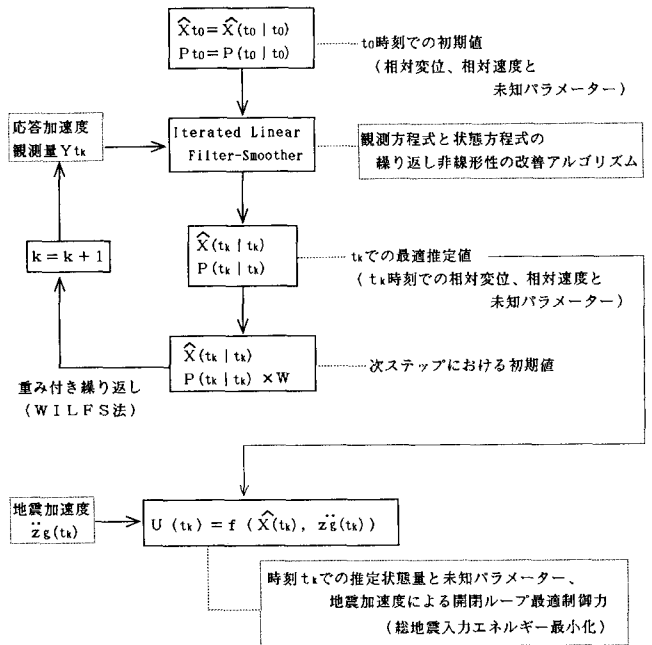 X̂t0=X̂(t0｜t0)
Pt0=P(t0｜t0)
t0時刻での初期値
(相対変位、相対速度と
未知パラメーター)
応答加速度
観測量Ytk
Iterated Linear
Filter-Smoother
観測方程式と状態方程式の
繰り返し非線形性の改善アルゴリズム
k=k+1
X̂(tk｜tk)
P(tk｜tk)
tkでの最適推定値
(tk時刻での相対変位、相対速度と
未知パラメーター)
X̂(tk｜tk)
P(tk｜tk)×W
次ステップにおける初期値
重み付き繰り返し
(WILFS法)
地震加速度
z̈g(tk)
U(tk)=f(X̂(tk), z̈g(tk))
時刻tkでの推定状態量と未知パラメーター、
地震加速度による開閉ループ最適制御力
(総地震入力エネルギー最小化)